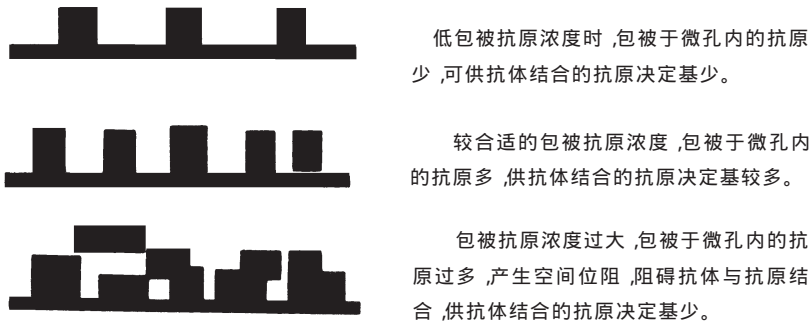 低包被抗原浓度时 ,包被于微孔内的抗原
少 ,可供抗体结合的抗原决定基少。
较合适的包被抗原浓度 ,包被于微孔内
的抗原多 ,供抗体结合的抗原决定基较多。
包被抗原浓度过大 ,包被于微孔内的抗
原过多 ,产生空间位阻 ,阻碍抗体与抗原结
合 ,供抗体结合的抗原决定基少。